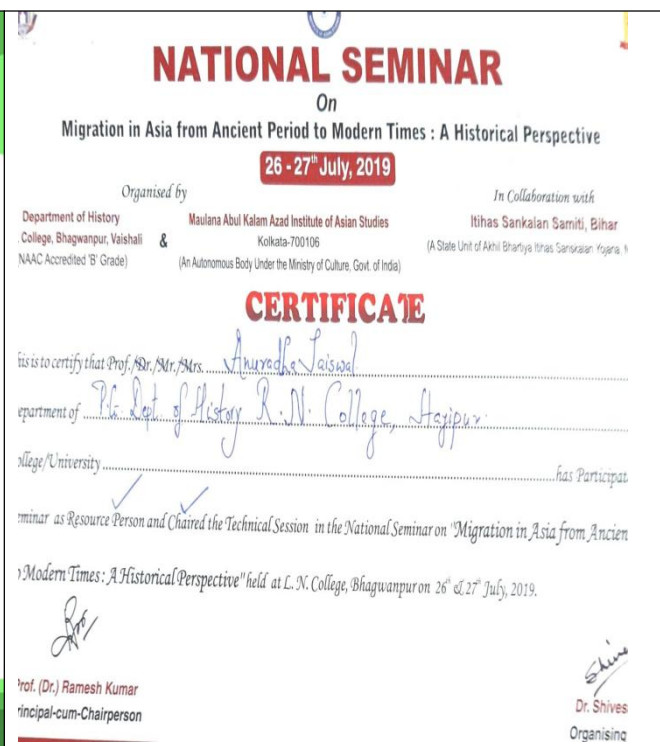 NATIONAL SEMINAR
On
Migration in Asia from Ancient Period to Modern Times : A Historical Perspective
26 - 27th July, 2019
Organised by
In Collaboration with
Department of History
. College, Bhagwanpur, Vaishali
NAAC Accredited 'B' Grade)
&
Maulana Abul Kalam Azad Institute of Asian Studies
Kolkata-700106
(An Autonomous Body Under the Ministry of Culture, Govt. of India)
Itihas Sankalan Samiti, Bihar
(A State Unit of Akhil Bhartiya Itihas Sanskalan Yojana,
CERTIFICATE
his is to certify that Prof./Dr./Mr./Mrs. Anuradha Jaiswal
epartment of P.G. Dept. of History R.N. College, Hajipur
ollege/University has Participat
eminar as Resource Person and Chaired the Technical Session in the National Seminar on "Migration in Asia from Ancien
o Modern Times : A Historical Perspective" held at L. N. College, Bhagwanpur on 26th & 27th July, 2019.
Prof. (Dr.) Ramesh Kumar
rincipal-cum-Chairperson
Dr. Shives
Organising